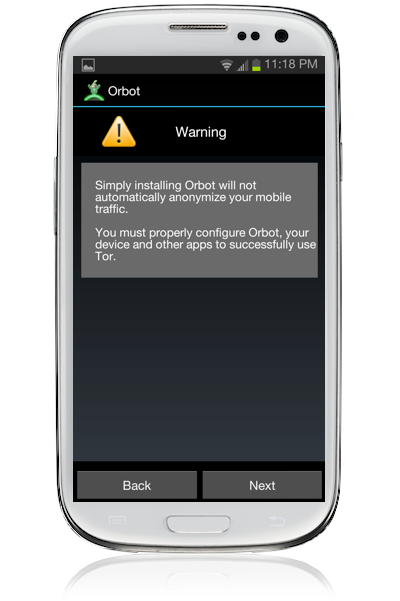 11:18 PM
Orbot
Warning
Simply installing Orbot will not
automatically anonymize your mobile
traffic.
You must properly configure Orbot, your
device and other apps to successfully use
Tor.
Back
Next